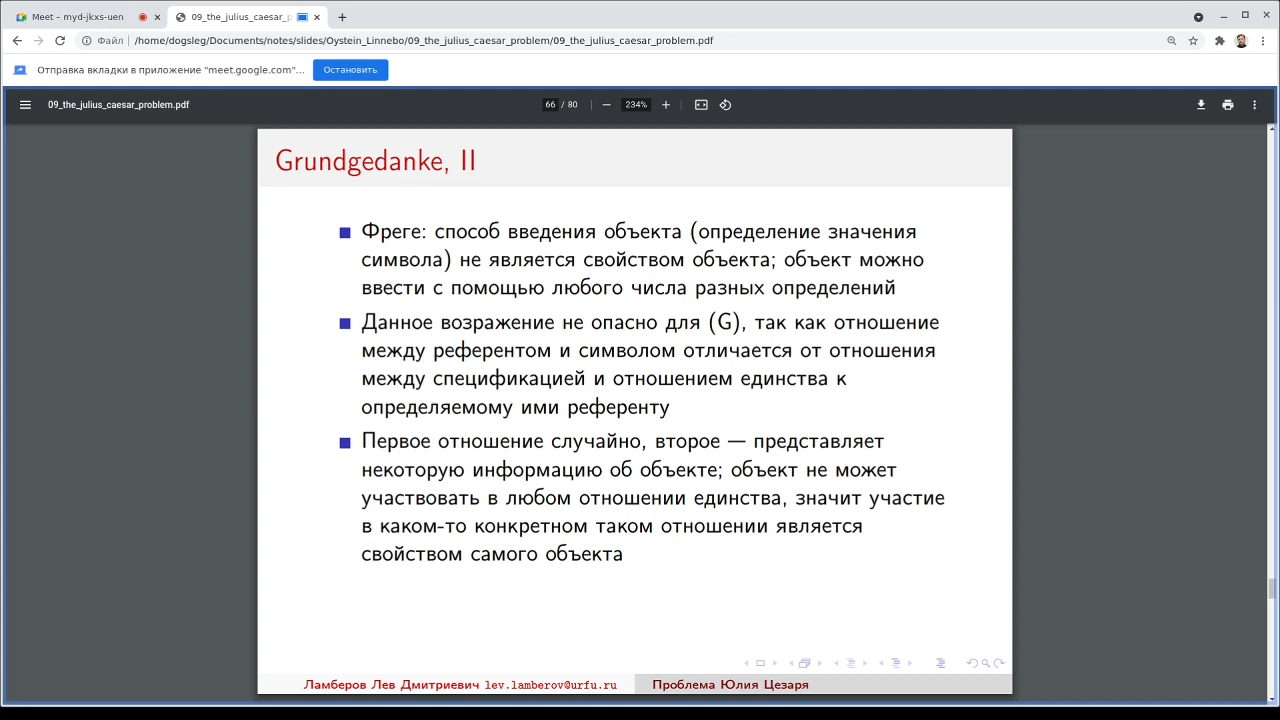 Meet – myd-jkxs-uen
09_the_julius_caesar_p
Файл
/home/dogsleg/Documents/notes/slides/Oystein_Linnebo/09_the_julius_caesar_problem/09_the_julius_caesar_problem.pdf
Отправка вкладки в приложение "meet.google.com"…
Остановить
09_the_julius_caesar_problem.pdf
66 / 80
234%
Grundgedanke, II
Фреге: способ введения объекта (определение значения
символа) не является свойством объекта; объект можно
ввести с помощью любого числа разных определений
Данное возражение не опасно для (G), так как отношение
между референтом и символом отличается от отношения
между спецификацией и отношением единства к
определяемому ими референту
Первое отношение случайно, второе — представляет
некоторую информацию об объекте; объект не может
участвовать в любом отношении единства, значит участие
в каком-то конкретном таком отношении является
свойством самого объекта
Ламберов Лев Дмитриевич lev.lamberov@urfu.ru
Проблема Юлия Цезаря